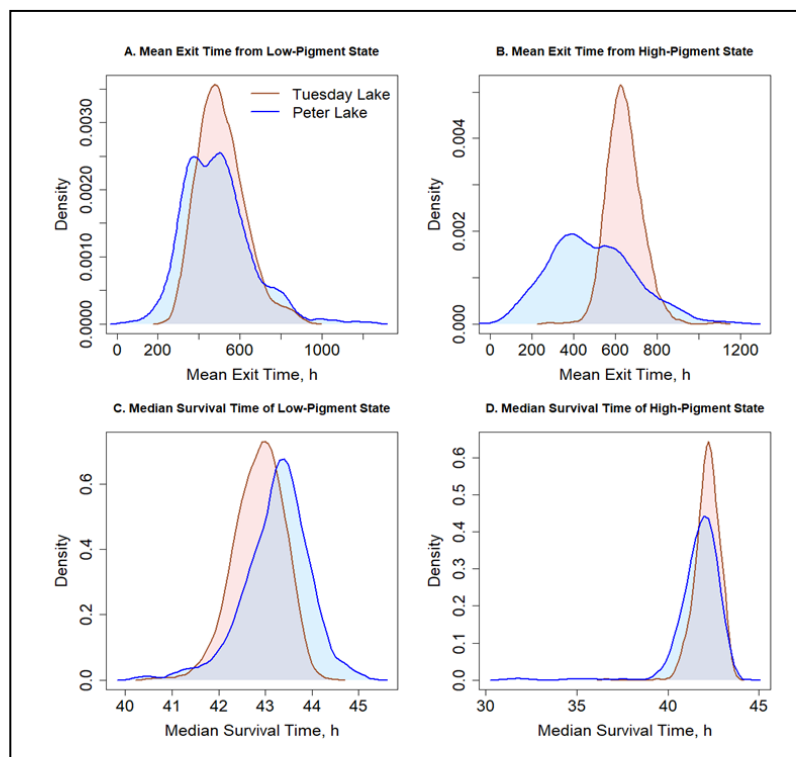 A. Mean Exit Time from Low-Pigment State
0.0000 0.0010 0.0020 0.0030
Density
Tuesday Lake
Peter Lake
0 200 600 1000
Mean Exit Time, h
B. Mean Exit Time from High-Pigment State
0.000 0.002 0.004
Density
0 200 400 600 800 1200
Mean Exit Time, h
C. Median Survival Time of Low-Pigment State
0.0 0.2 0.4 0.6
Density
40 41 42 43 44 45
Median Survival Time, h
D. Median Survival Time of High-Pigment State
0.0 0.1 0.2 0.3 0.4 0.5 0.6
Density
30 35 40 45
Median Survival Time, h